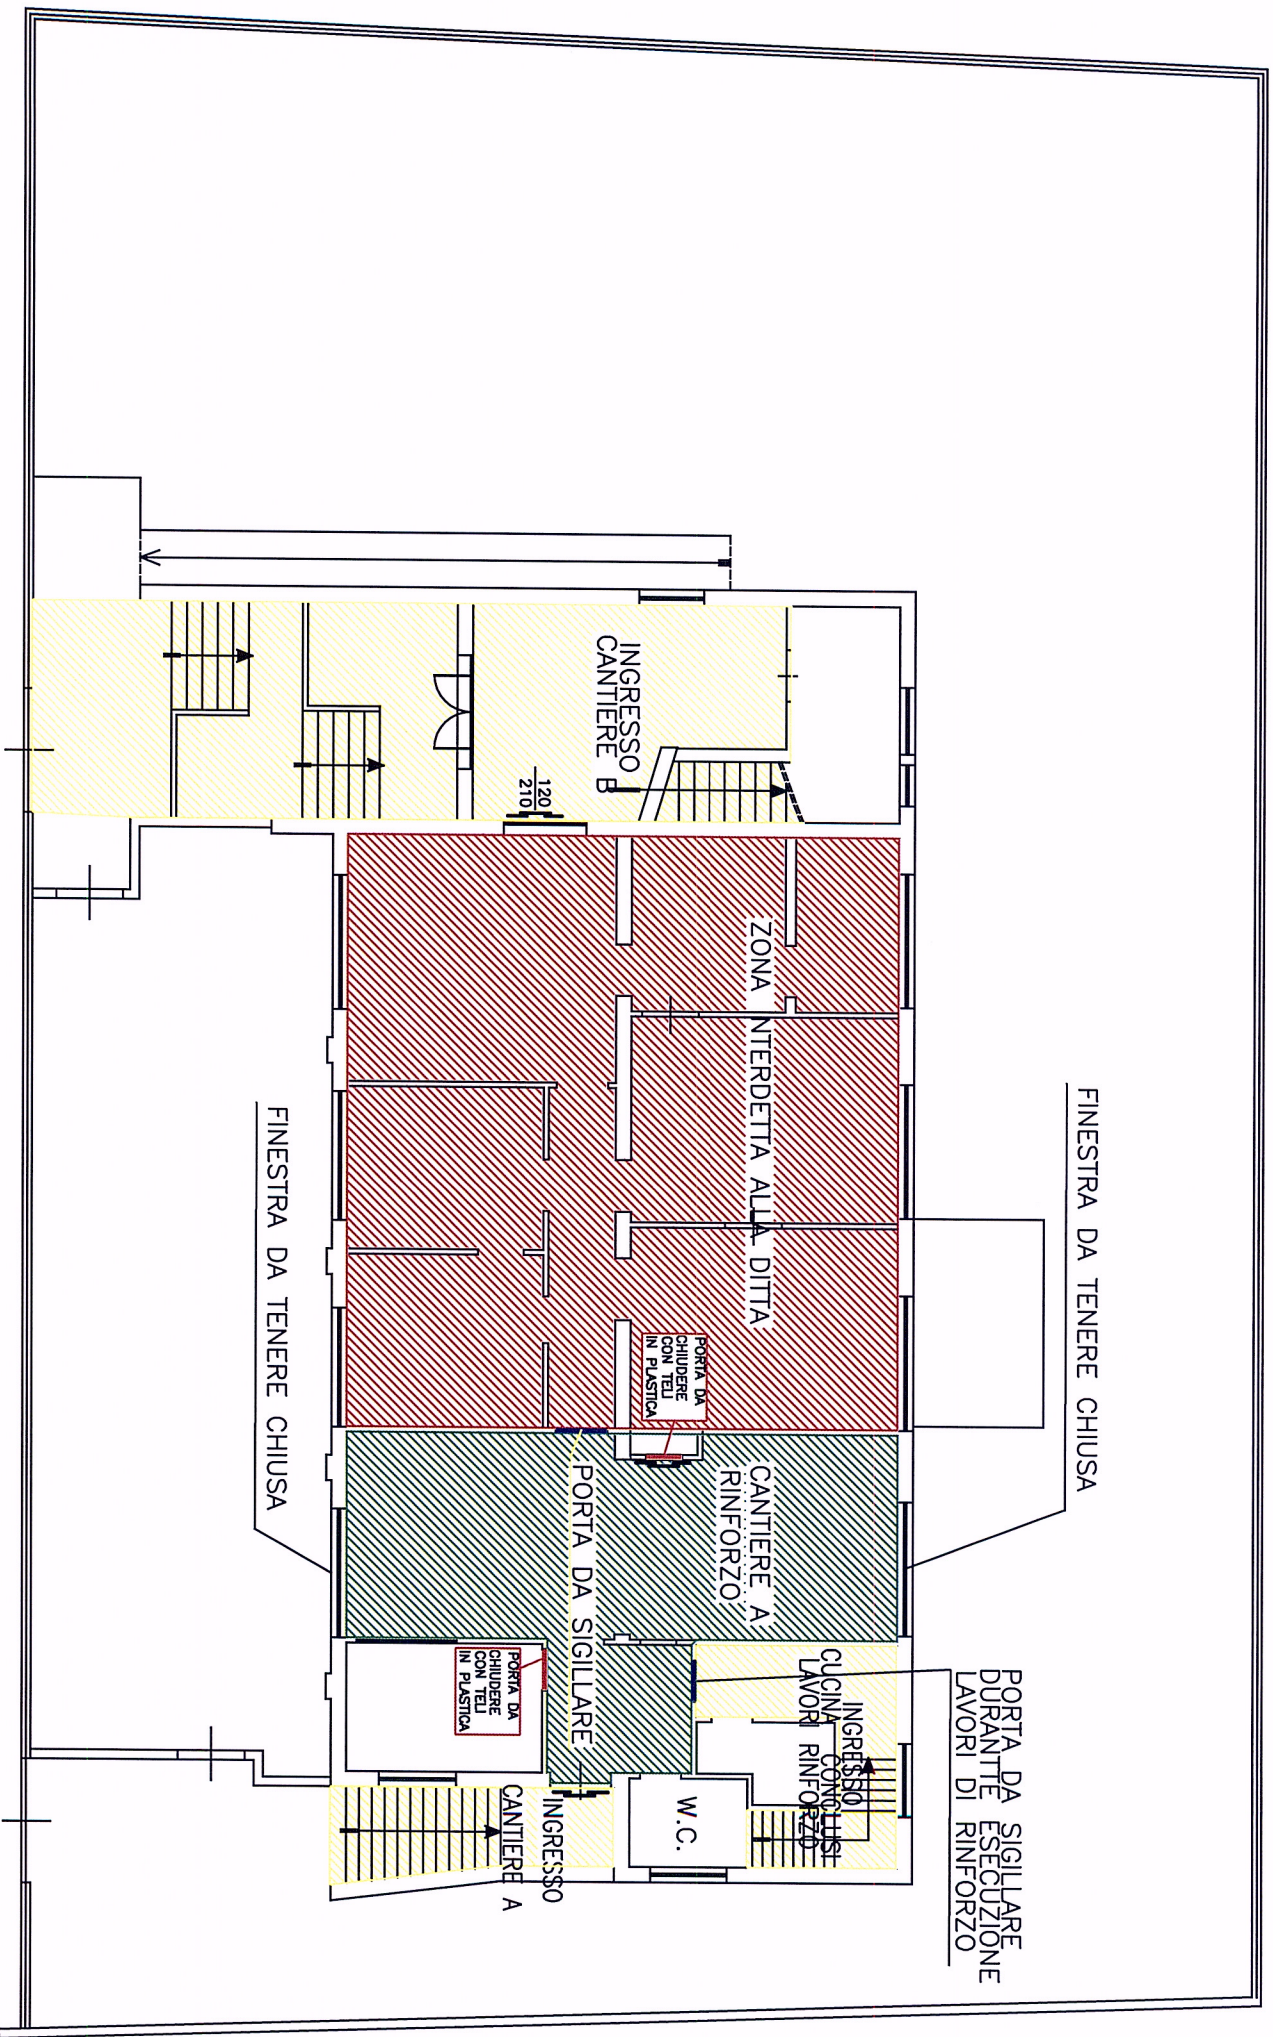 FINESTRA DA TENERE CHIUSA
PORTA DA SIGILLARE
DURANTTE ESECUZIONE
LAVORI DI RINFORZO
INGRESSO
CUCINA CONCLUSI
LAVORI RINFORZO
ZONA INTERDETTA ALLA DITTA
CANTIERE A
RINFORZO
PORTA DA
CHIUDERE
CON TELI
IN PLASTICA
W.C.
INGRESSO
CANTIERE B
PORTA DA SIGILLARE
120
210
INGRESSO
CANTIERE A
PORTA DA
CHIUDERE
CON TELI
IN PLASTICA
FINESTRA DA TENERE CHIUSA